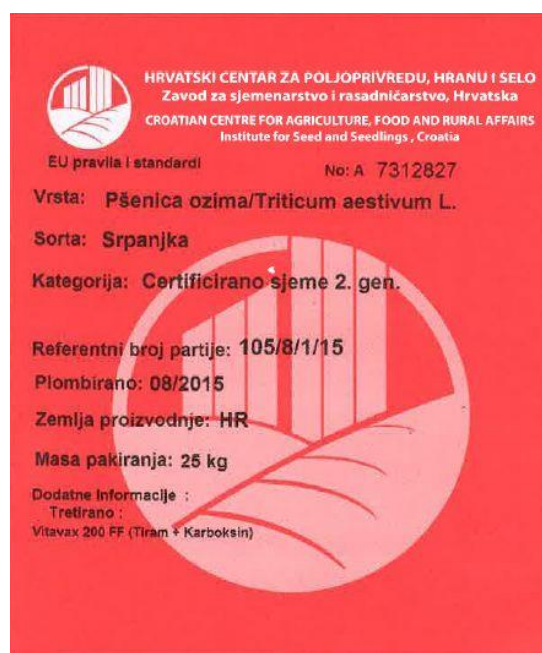 HRVATSKI CENTAR ZA POLJOPRIVREDU, HRANU I SELO
Zavod za sjemenarstvo i rasadničarstvo, Hrvatska
CROATIAN CENTRE FOR AGRICULTURE, FOOD AND RURAL AFFAIRS
Institute for Seed and Seedlings , Croatia
EU pravila i standardi
No: A 7312827
Vrsta: Pšenica ozima/Triticum aestivum L.
Sorta: Srpanjka
Kategorija: Certificirano sjeme 2. gen.
Referentni broj partije: 105/8/1/15
Plombirano: 08/2015
Zemlja proizvodnje: HR
Masa pakiranja: 25 kg
Dodatne Informacije :
Tretirano :
Vitavax 200 FF (Tiram + Karboksin)